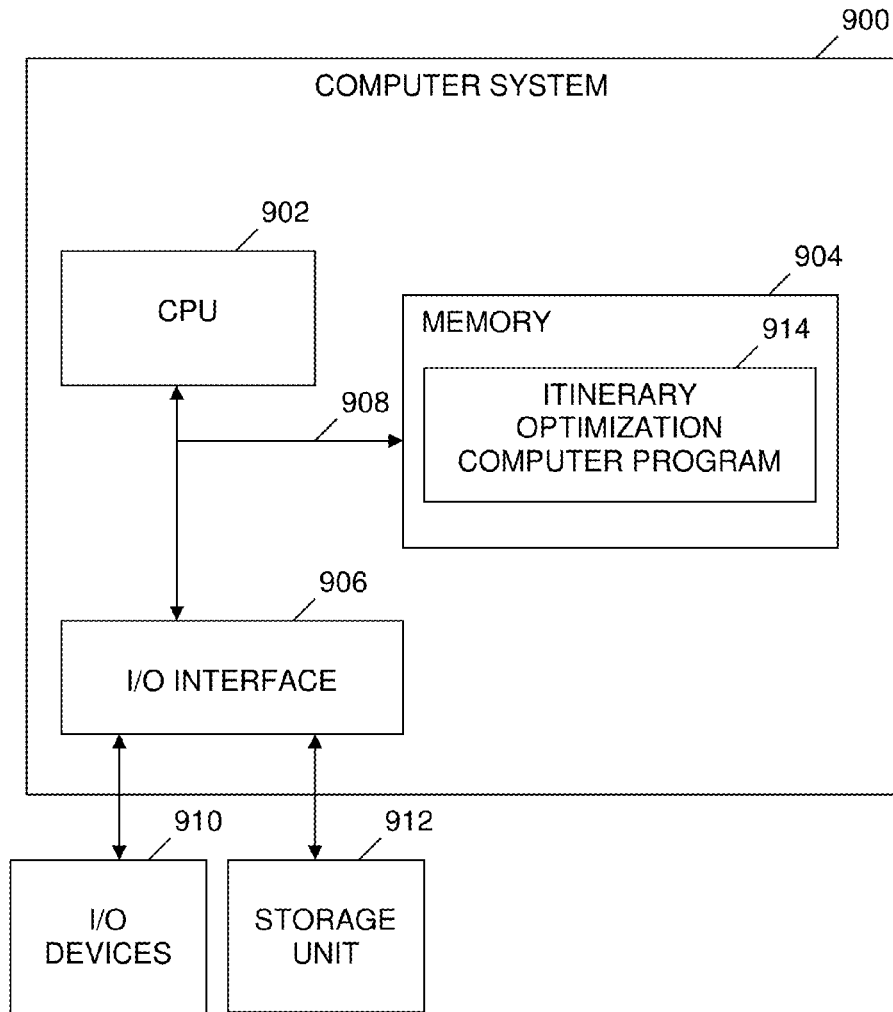 900
COMPUTER SYSTEM
902
CPU
904
MEMORY
914
ITINERARY
OPTIMIZATION
COMPUTER PROGRAM
908
906
I/O INTERFACE
910
I/O
DEVICES
912
STORAGE
UNIT